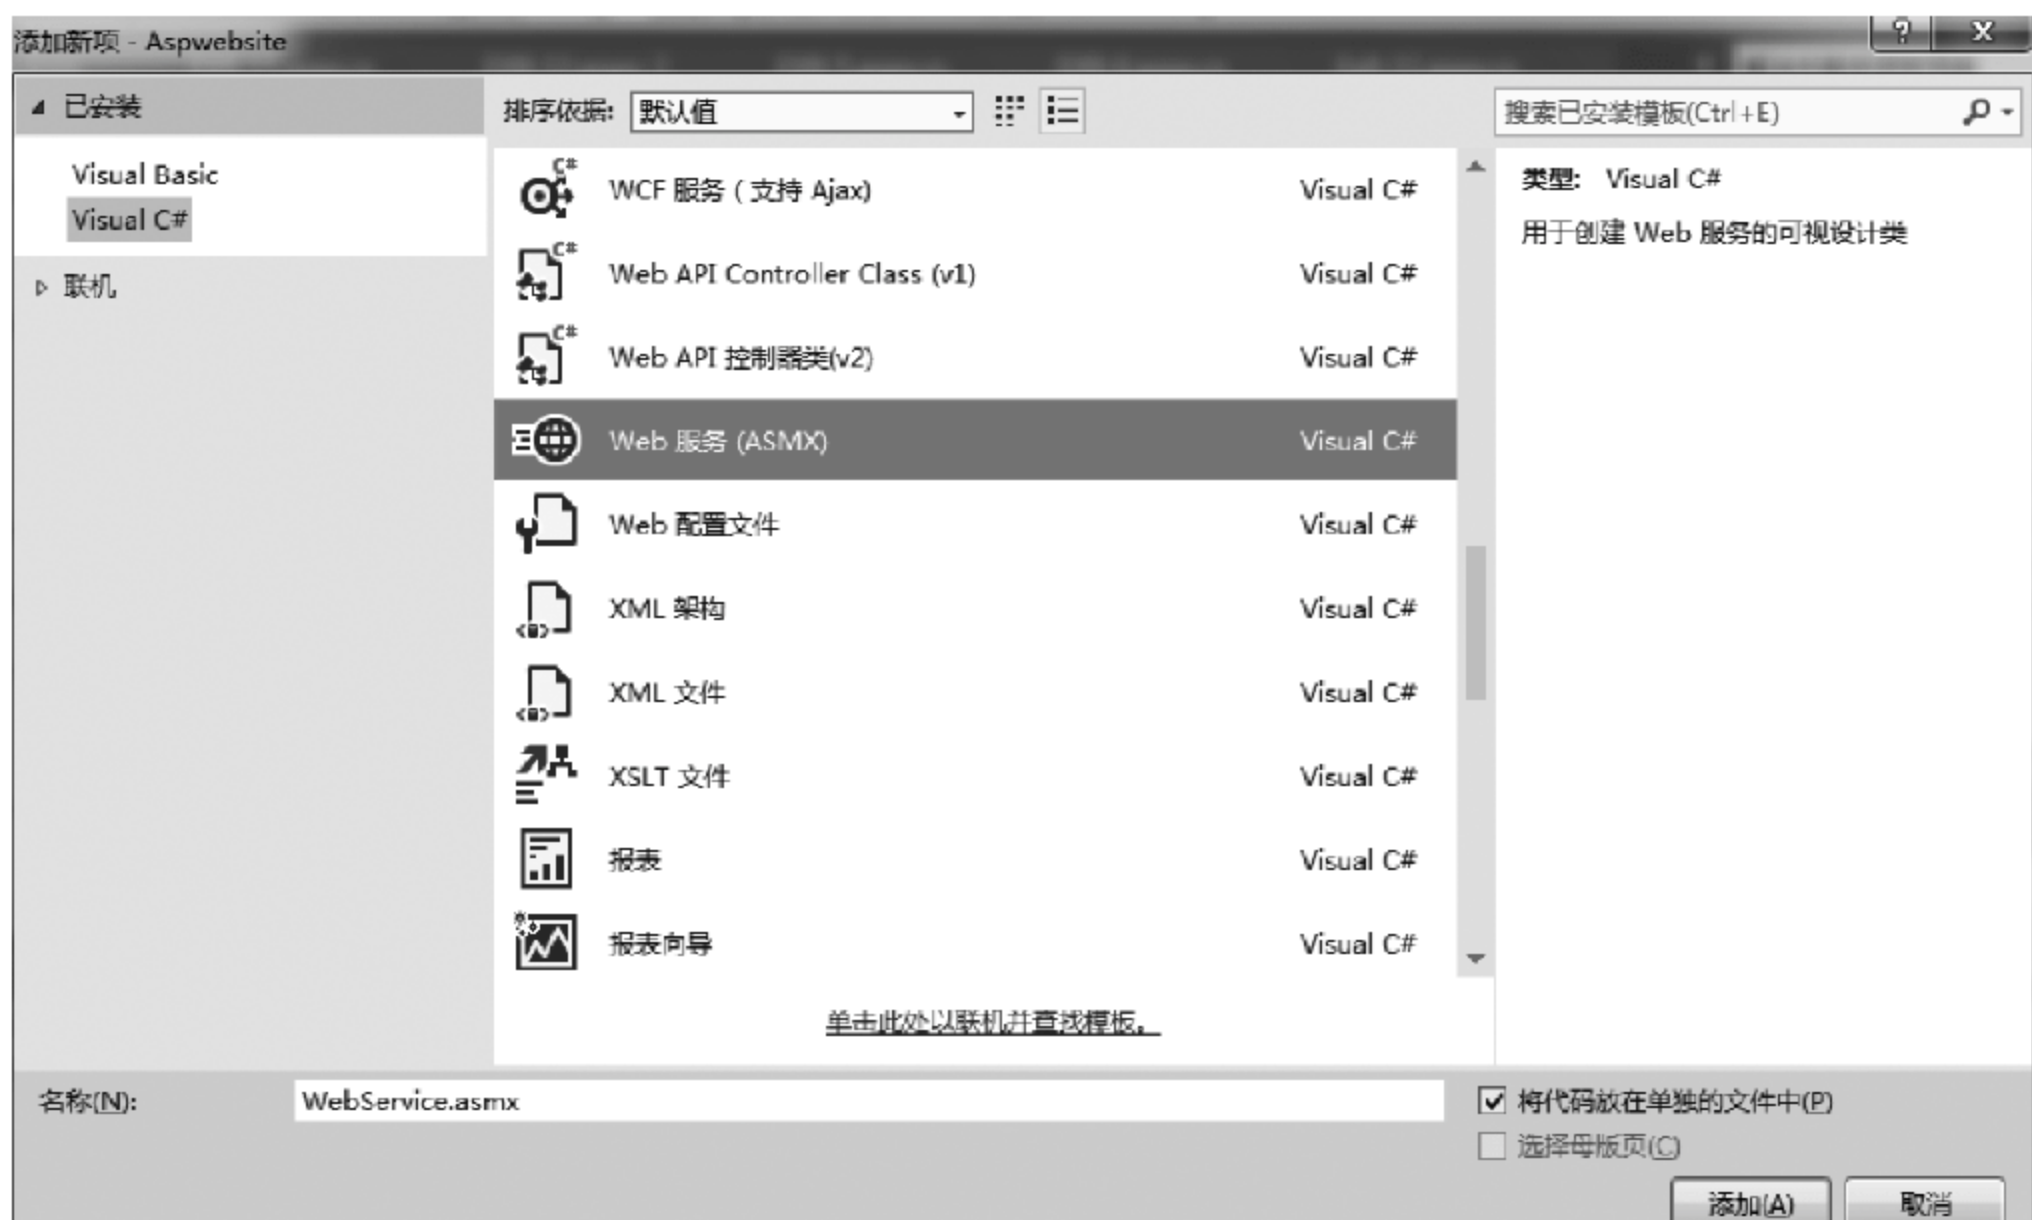 添加新项 - Aspwebsite
? x
已安装
Visual Basic
Visual C#
联机
排序依据: 默认值
搜索已安装模板(Ctrl+E)
WCF 服务 ( 支持 Ajax) Visual C#
Web API Controller Class (v1) Visual C#
Web API 控制器类(v2) Visual C#
Web 服务 (ASMX) Visual C#
Web 配置文件 Visual C#
XML 架构 Visual C#
XML 文件 Visual C#
XSLT 文件 Visual C#
报表 Visual C#
报表向导 Visual C#
单击此处以联机并查找模板。
类型: Visual C#
用于创建 Web 服务的可视设计类
名称(N): WebService.asmx
将代码放在单独的文件中(P)
选择母版页(C)
添加(A) 取消